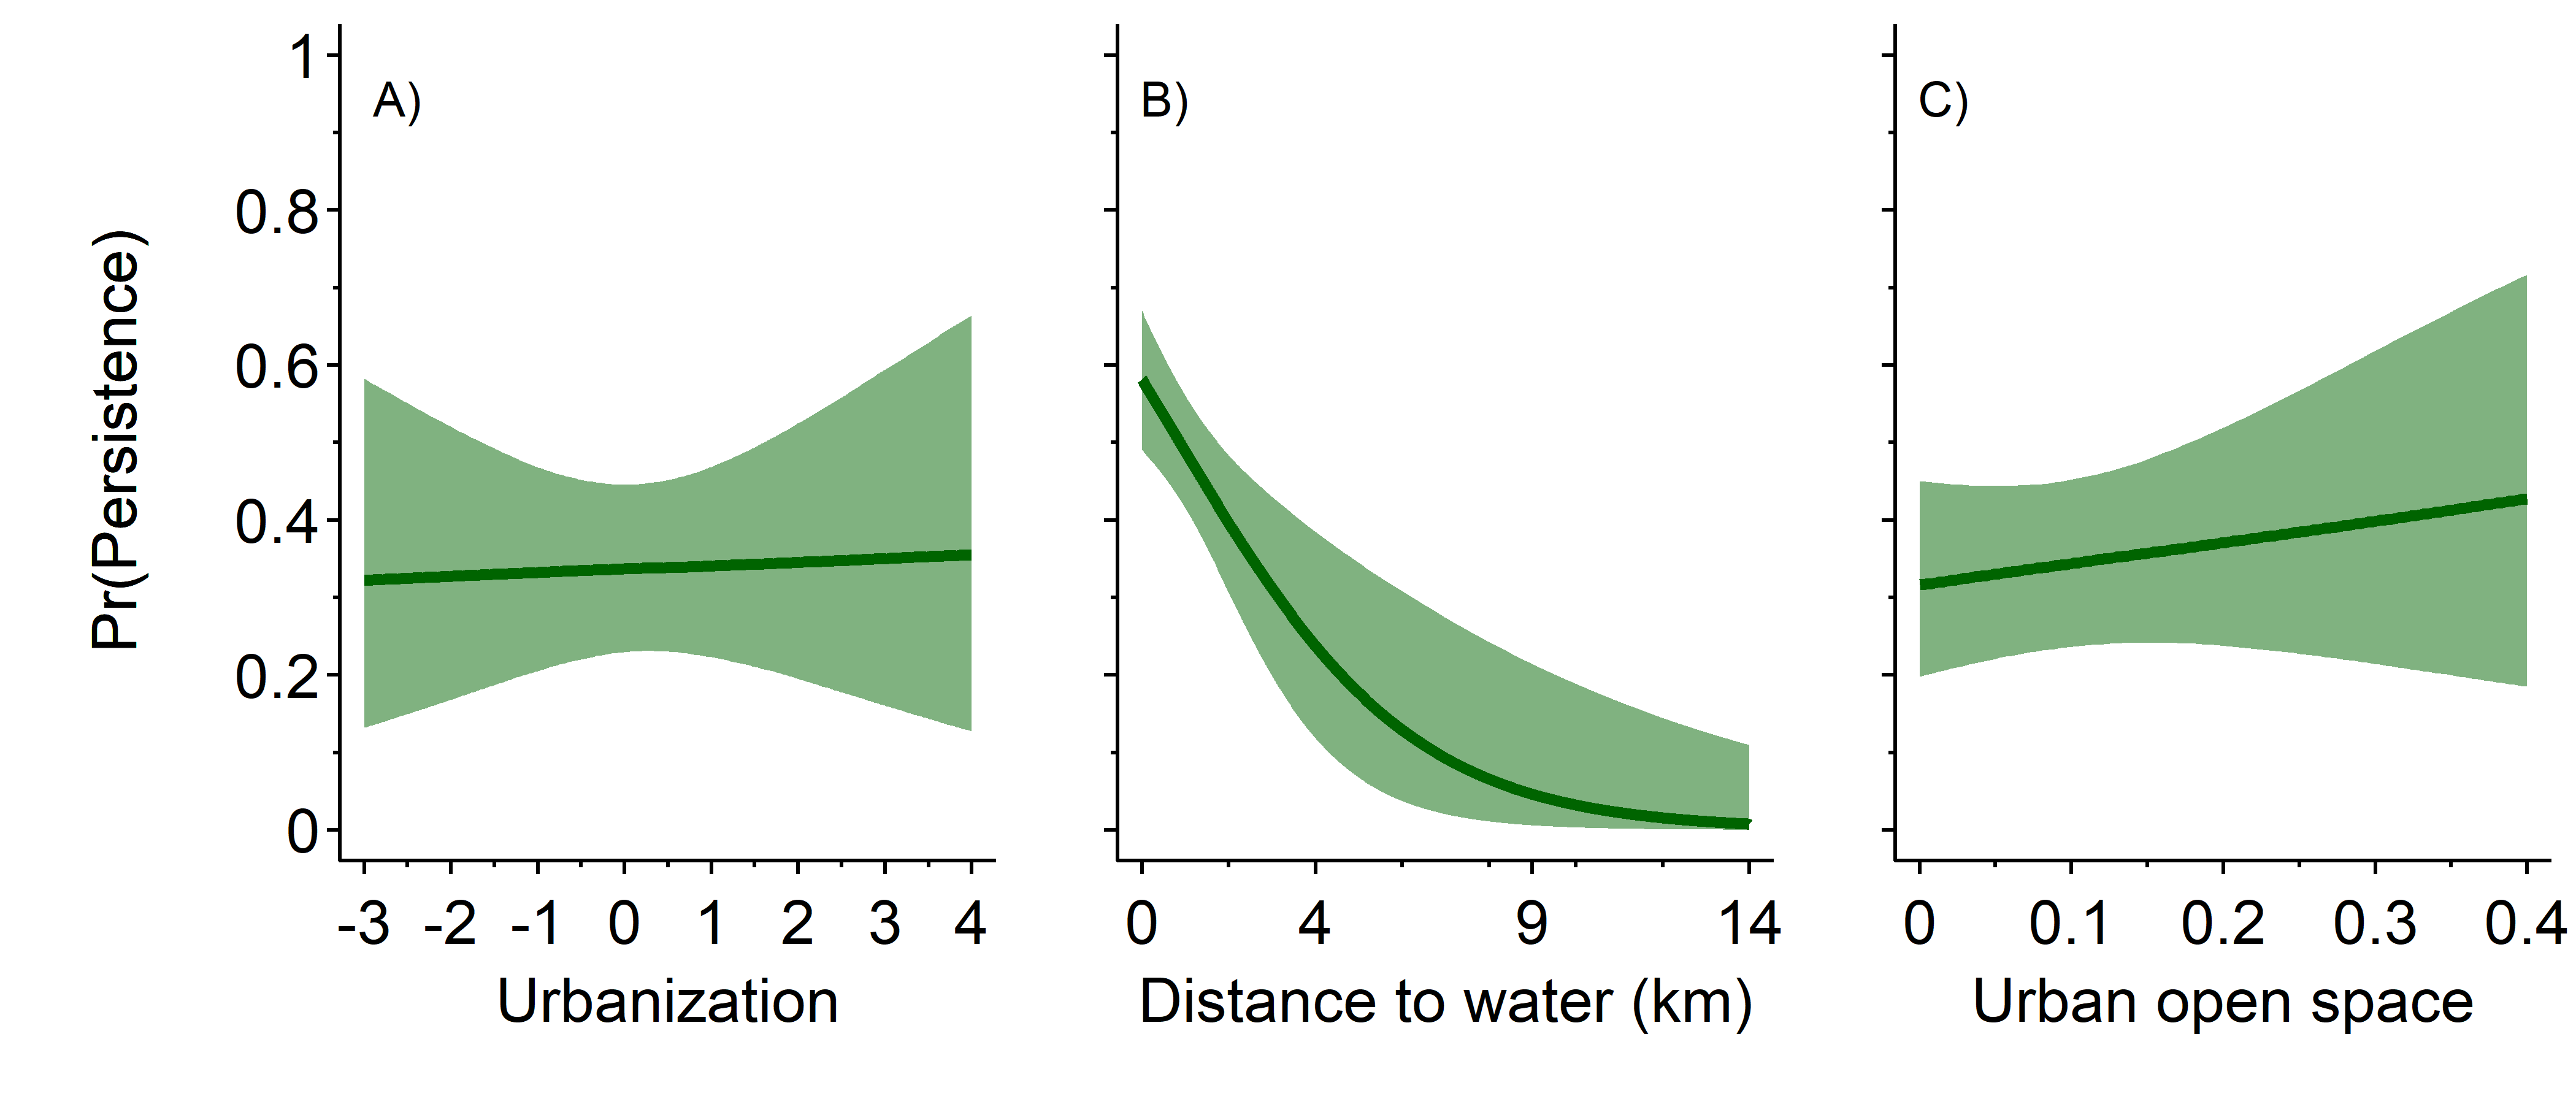 A) B) C)
1
0.8
0.6
0.4
0.2
0
Pr(Persistence)
-3 -2 -1 0 1 2 3 4 0 4 9 14 0 0.1 0.2 0.3 0.4
Urbanization Distance to water (km) Urban open space